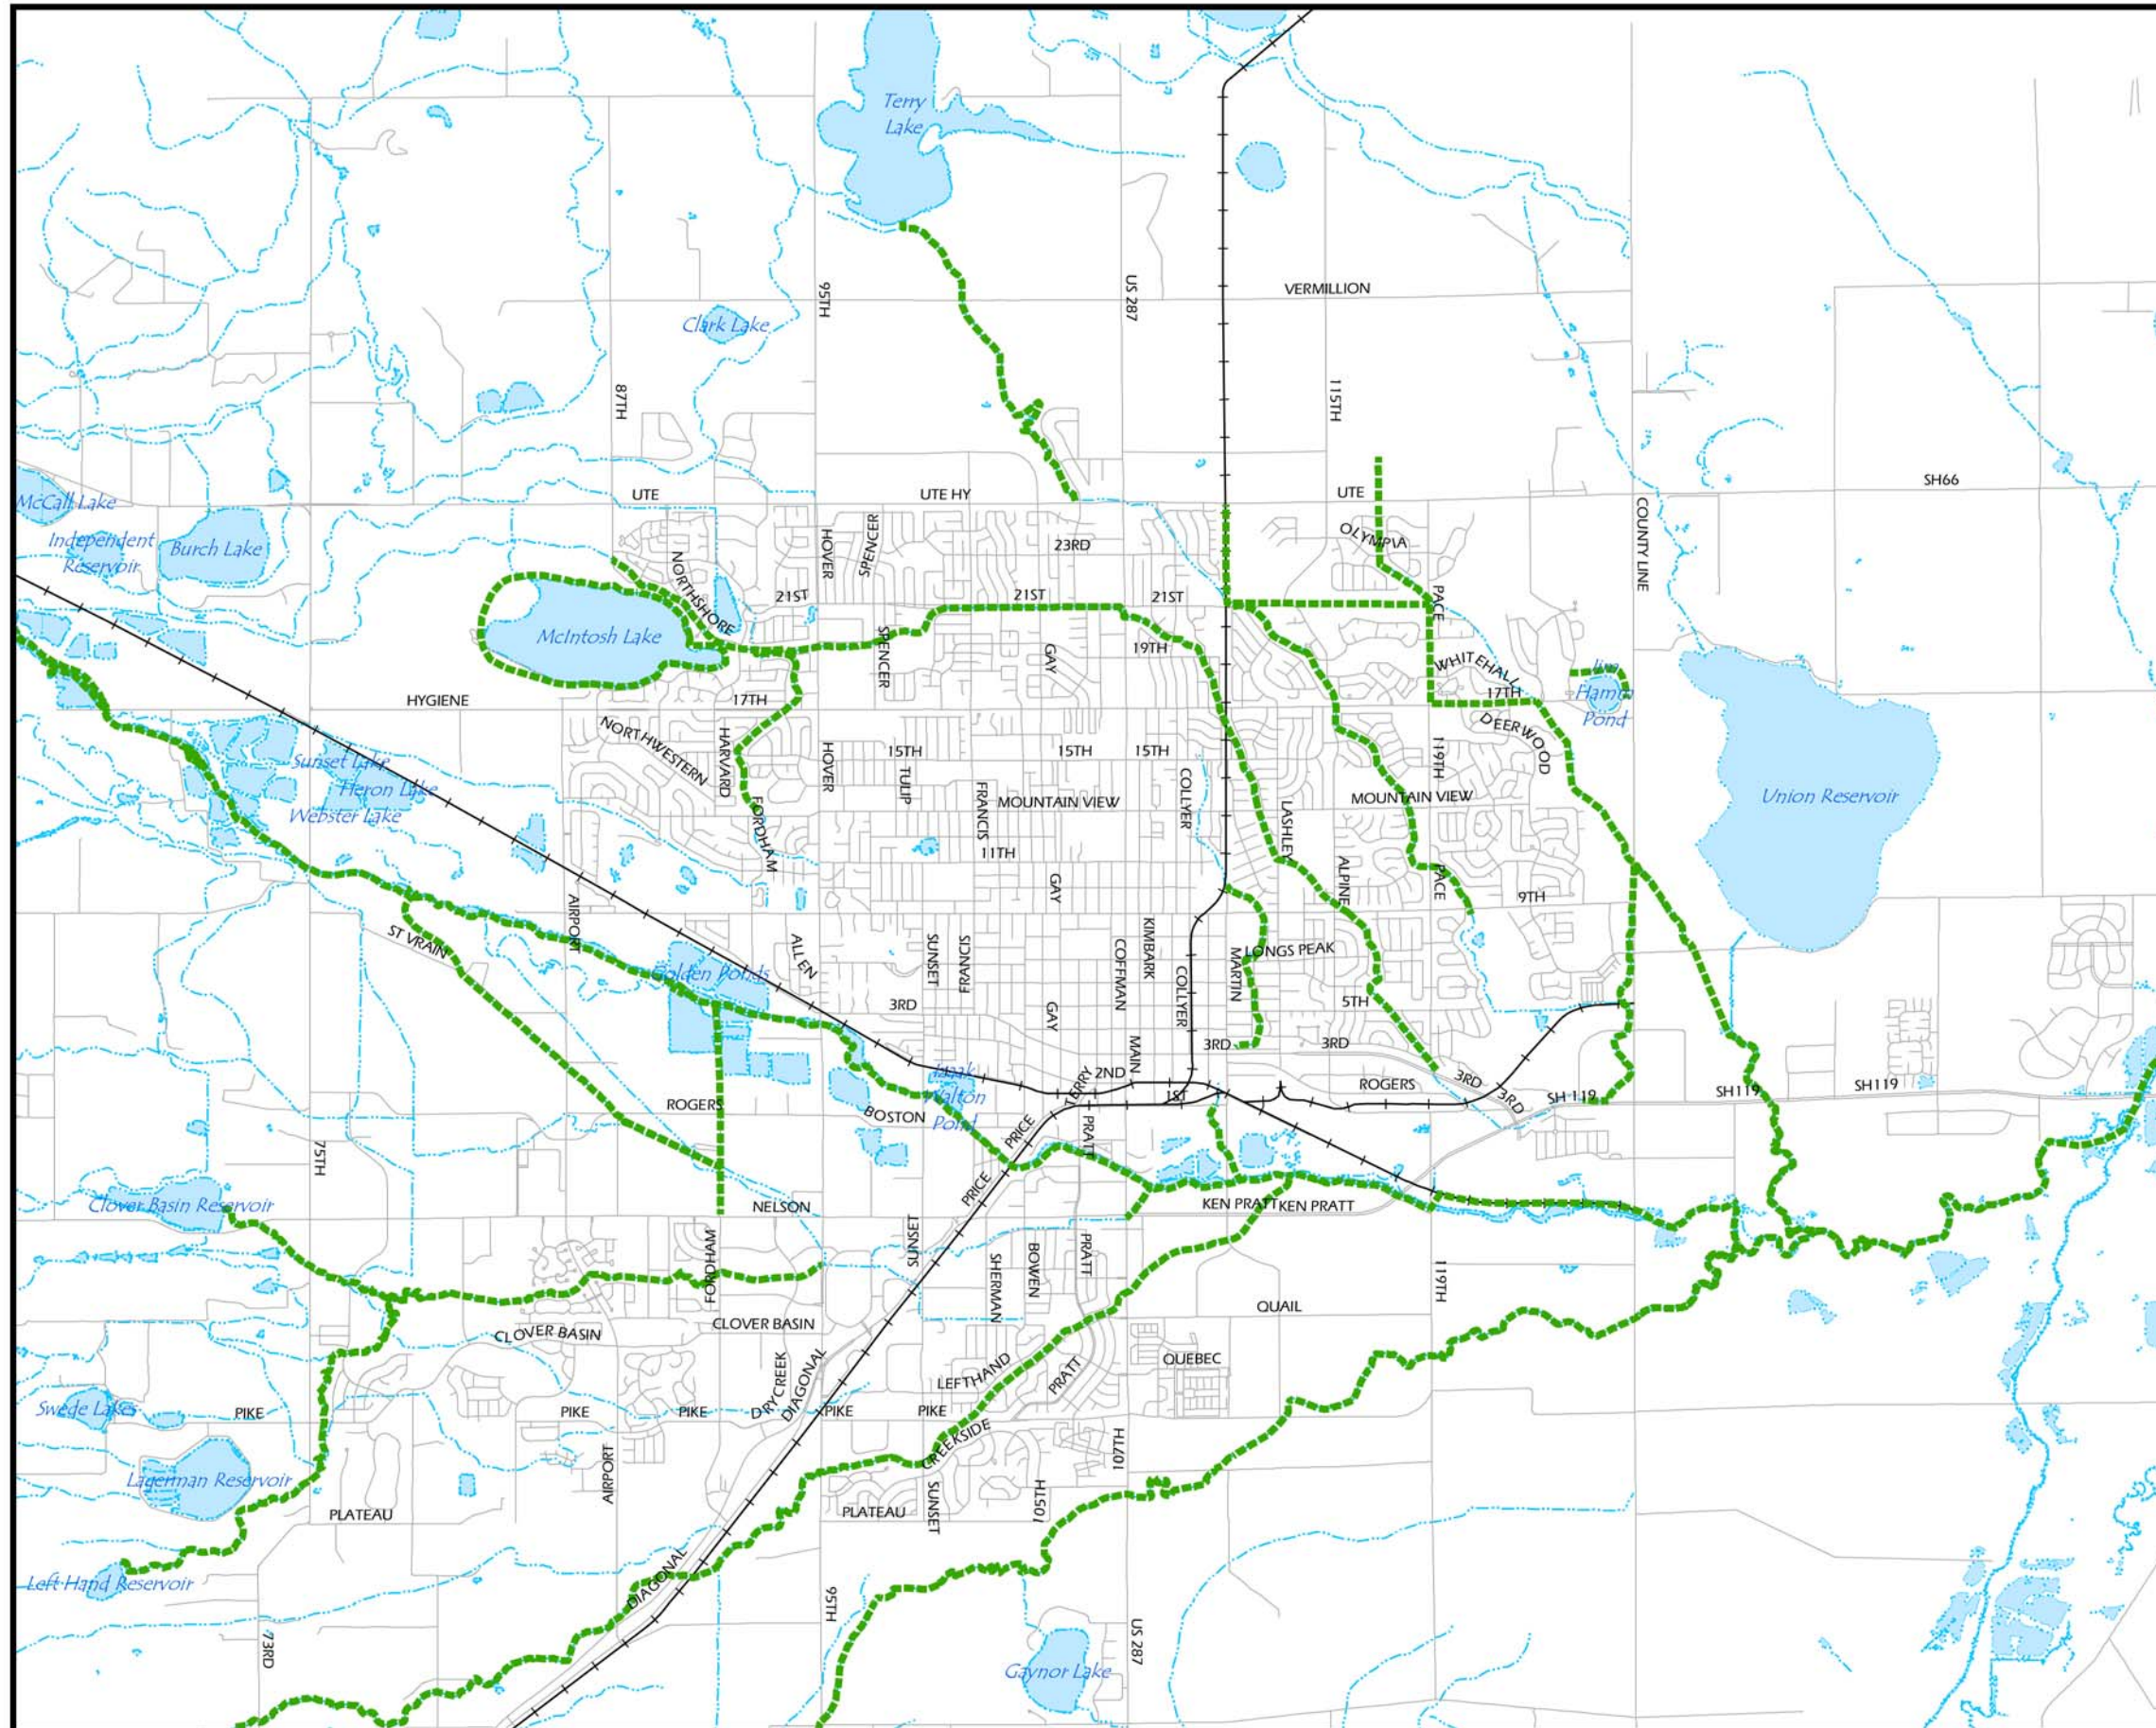 Terry
Lake
95TH
US 287
VERMILLION
Clark Lake
87TH
115TH
McCall Lake
UTE
UTE HY
UTE
SH66
Independent
Reservoir
Burch Lake
COUNTY LINE
OLYMPIA
HOVER
SPENCER
23RD
NORTHSHORE
21ST
21ST
21ST
PACE
McIntosh Lake
SPENCER
GAY
19TH
WHITEHALL
Jim
Hamm
Pond
HYGIENE
17TH
17TH
DEERWOOD
NORTHWESTERN
HARVARD
HOVER
15TH
15TH
15TH
119TH
Sunset Lake
Heron Lake
Webster Lake
TULIP
FRANCIS
MOUNTAIN VIEW
COLLYER
LASHLEY
MOUNTAIN VIEW
Union Reservoir
FORDHAM
11TH
GAY
ALPINE
PACE
9TH
AIRPORT
ST VRAIN
ALLEN
SUNSET
FRANCIS
COFFMAN
KIMBARK
COLLYER
MARTIN
LONGS PEAK
Golden Ponds
3RD
GAY
5TH
MAIN
3RD
3RD
Izaak
Walton
Pond
TERRY
2ND
1ST
ROGERS
3RD
3RD
SH 119
SH119
SH119
ROGERS
BOSTON
PRICE
PRATT
75TH
Clover Basin Reservoir
NELSON
PRICE
KEN PRATT
KEN PRATT
FORDHAM
SUNSET
SHERMAN
BOWEN
PRATT
119TH
QUAIL
CLOVER BASIN
CLOVER BASIN
DRYCREEK
DIAGONAL
LEFTHAND
PRATT
QUEBEC
Swede Lakes
PIKE
PIKE
PIKE
PIKE
PIKE
CREEKSIDE
107TH
Lagerman Reservoir
AIRPORT
PLATEAU
PLATEAU
SUNSET
105TH
Left Hand Reservoir
DIAGONAL
95TH
73RD
Gaynor Lake
US 287